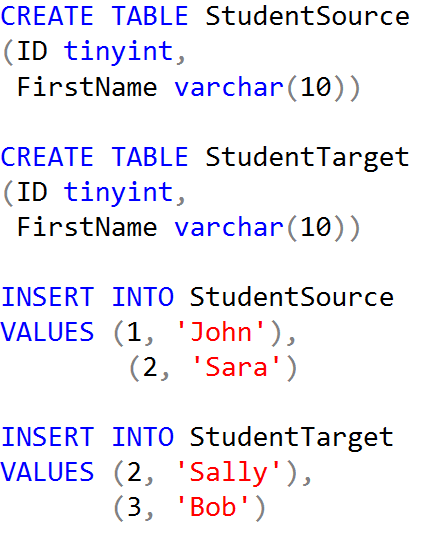 CREATE TABLE StudentSource
(ID tinyint,
 FirstName varchar(10))

CREATE TABLE StudentTarget
(ID tinyint,
 FirstName varchar(10))

INSERT INTO StudentSource
VALUES (1, 'John'),
        (2, 'Sara')

INSERT INTO StudentTarget
VALUES (2, 'Sally'),
       (3, 'Bob')